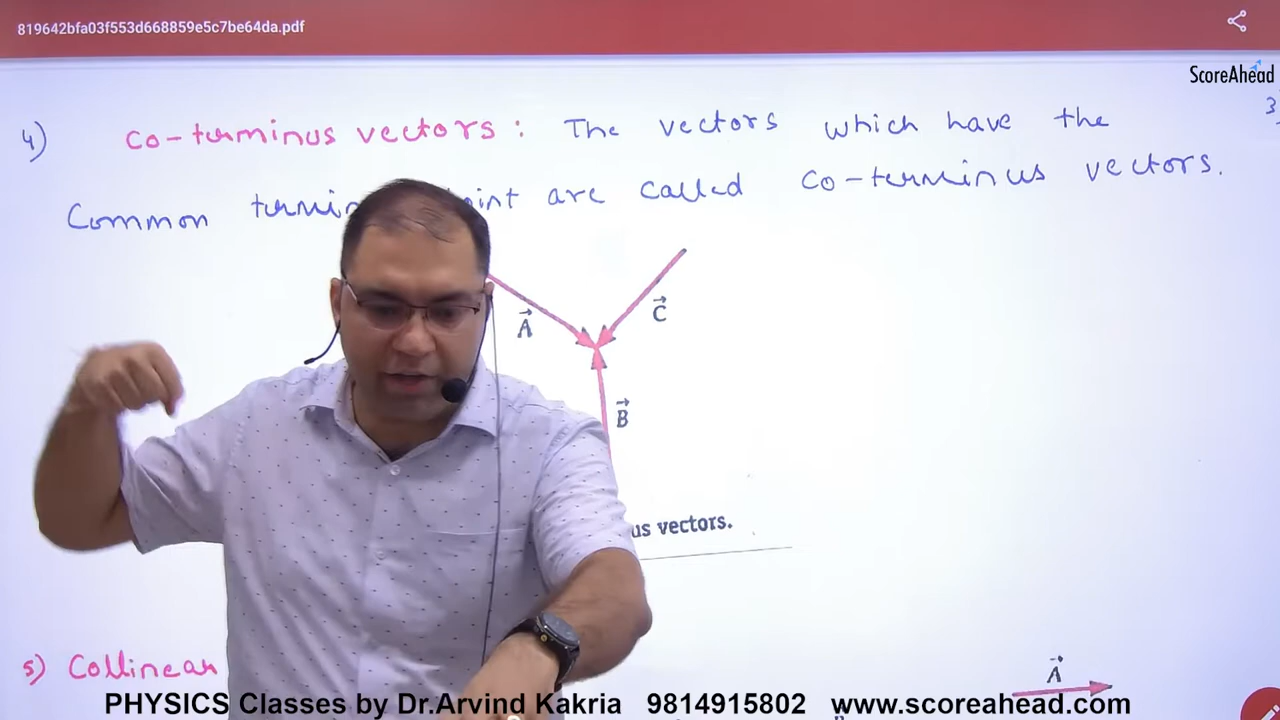 819642bfa03f553d668859e5c7be64da.pdf
ScoreAhead
4) Co-terminus vectors : The vectors which have the
Common termin oint are called Co-terminus vectors.
A
C
B
us vectors.
5) Collinear
A
PHYSICS Classes by Dr.Arvind Kakria 9814915802 www.scoreahead.com